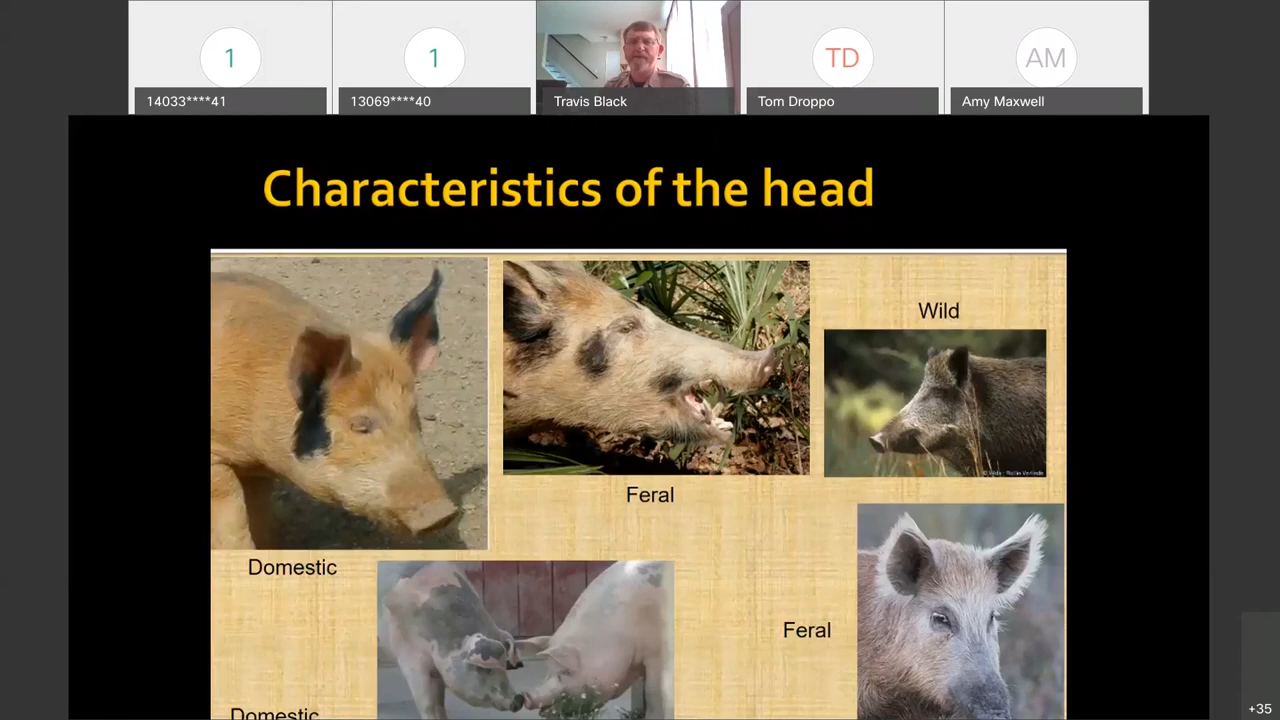 14033****41
13069****40
Travis Black
TD
Tom Droppo
AM
Amy Maxwell
1
1
Characteristics of the head
Wild
Feral
Domestic
Feral
Domestic
+35